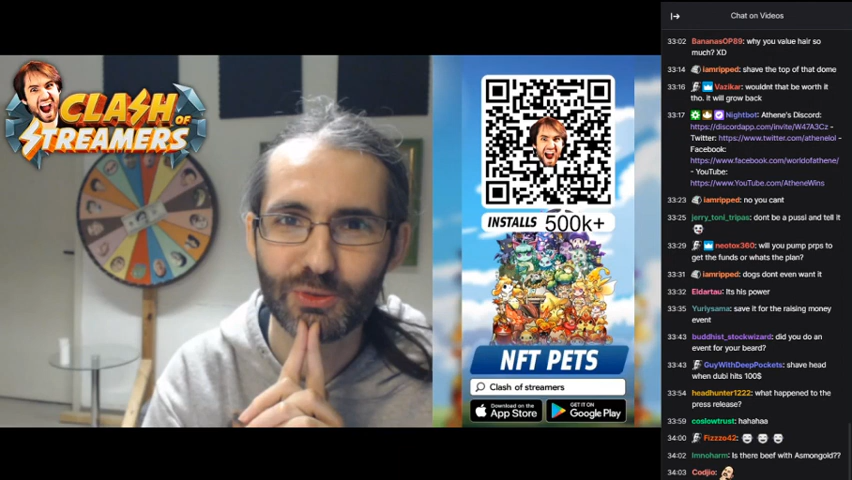 CLASH OF
STREAMERS
INSTALLS 500k+
NFT PETS
Clash of streamers
Download on the
App Store
GET IT ON
Google Play
Chat on Videos
33:02 BananasOP89: why you value hair so
much? XD
33:14 iamripped: shave the top of that dome
33:16 Vazikar: wouldnt that be worth it
tho. it will grow back
33:17 Nightbot: Athene's Discord:
https://discordapp.com/invite/W47A3Cz -
Twitter: https://www.twitter.com/athenelol -
Facebook:
https://www.facebook.com/worldofathene/
- YouTube:
https://www.YouTube.com/AtheneWins
33:23 iamripped: no you cant
33:25 jerry_toni_tripas: dont be a pussi and tell it
33:29 neotox360: will you pump prps to
get the funds or whats the plan?
33:31 iamripped: dogs dont even want it
33:32 Eldartau: Its his power
33:35 Yuriysama: save it for the raising money
event
33:43 buddhist_stockwizard: did you do an
event for your beard?
33:43 GuyWithDeepPockets: shave head
when dubi hits 100$
33:54 headhunter1222: what happened to the
press release?
33:59 coslowtrust: hahahaa
34:00 Fizzzo42:
34:02 Imnoharm: Is there beef with Asmongold??
34:03 Codjio: